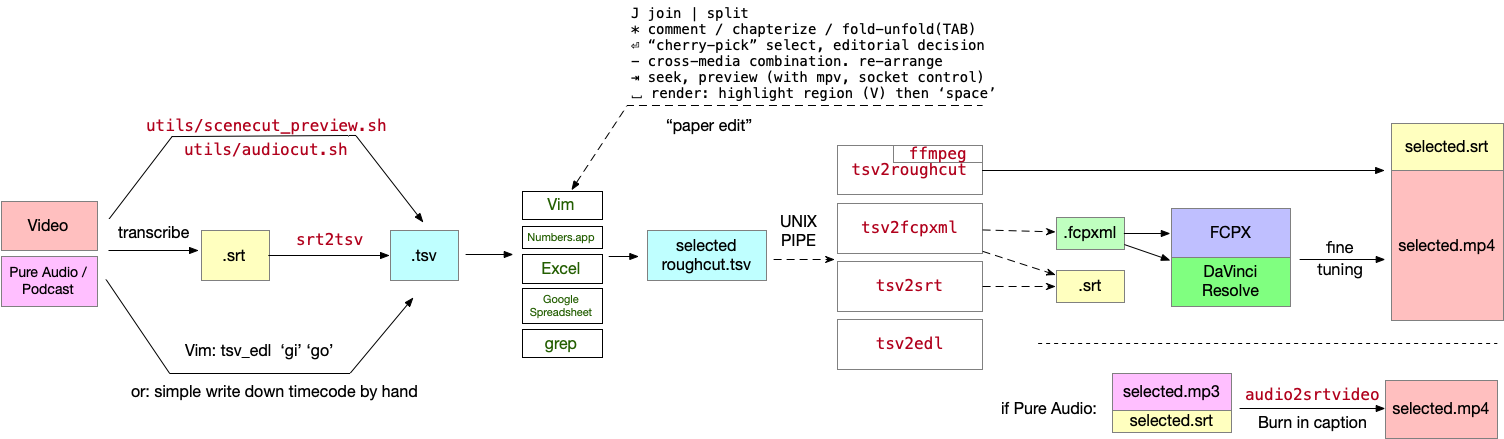 J join | split
∗ comment / chapterize / fold-unfold(TAB)
⏎ “cherry-pick” select, editorial decision
− cross-media combination. re-arrange
⇥ seek, preview (with mpv, socket control)
⎵ render: highlight region (V) then ‘space’
“paper edit”
utils/scenecut_preview.sh
utils/audiocut.sh
Video
Pure Audio /
Podcast
transcribe
.srt
srt2tsv
.tsv
Vim: tsv_edl ‘gi’ ‘go’
or: simple write down timecode by hand
Vim
Numbers.app
Excel
Google
Spreadsheet
grep
selected
roughcut.tsv
UNIX
PIPE
ffmpeg
tsv2roughcut
tsv2fcpxml
tsv2srt
tsv2edl
.fcpxml
.srt
FCPX
DaVinci
Resolve
fine
tuning
selected.srt
selected.mp4
if Pure Audio:
selected.mp3
selected.srt
audio2srtvideo
Burn in caption
selected.mp4